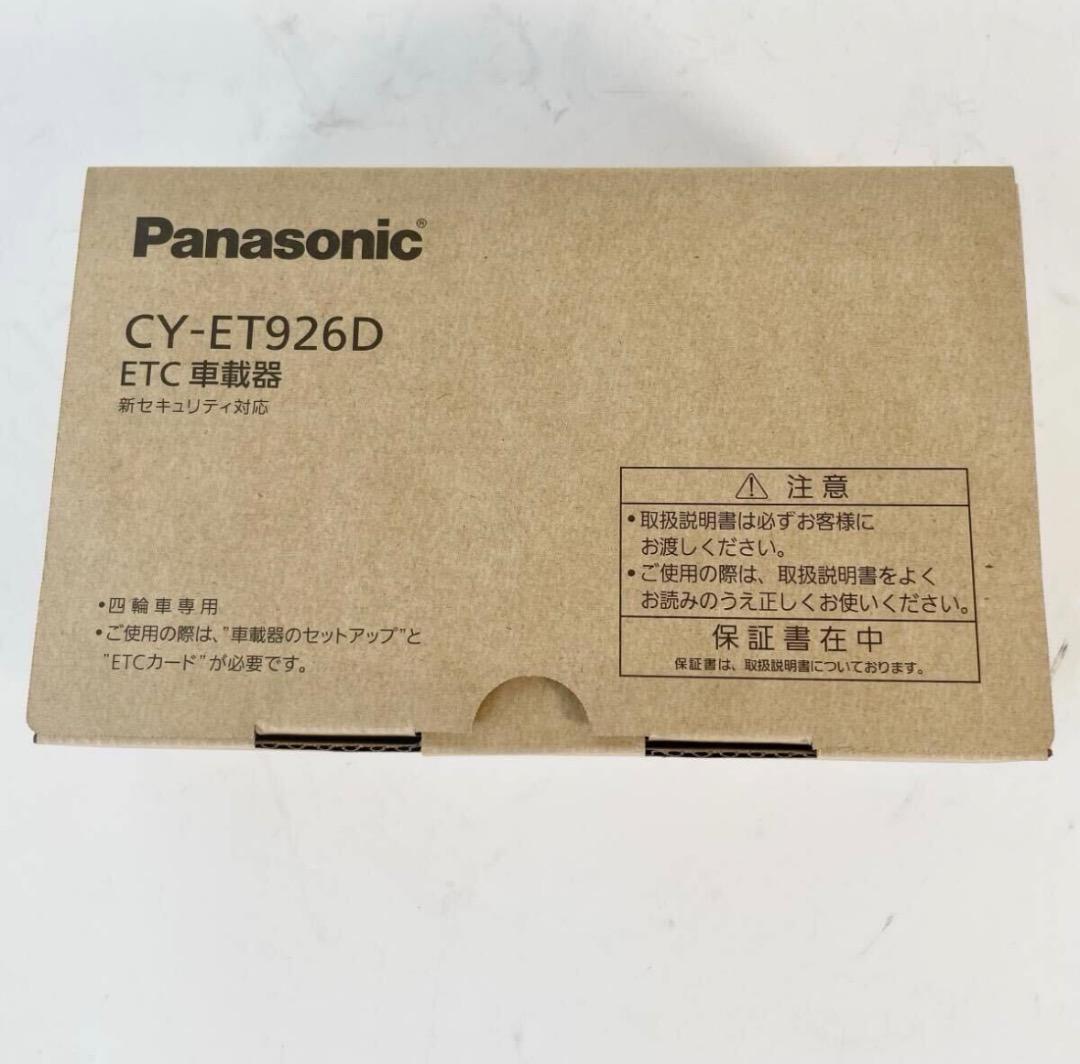 Panasonic®
CY-ET926D
ETC 車載器
新セキュリティ対応
•四輪車専用
•ご使用の際は、"車載器のセットアップ"と
"ETCカード"が必要です。
⚠ 注意
•取扱説明書は必ずお客様に
お渡しください。
•ご使用の際は、取扱説明書をよく
お読みのうえ正しくお使いください。
保証書在中
保証書は、取扱説明書についております。